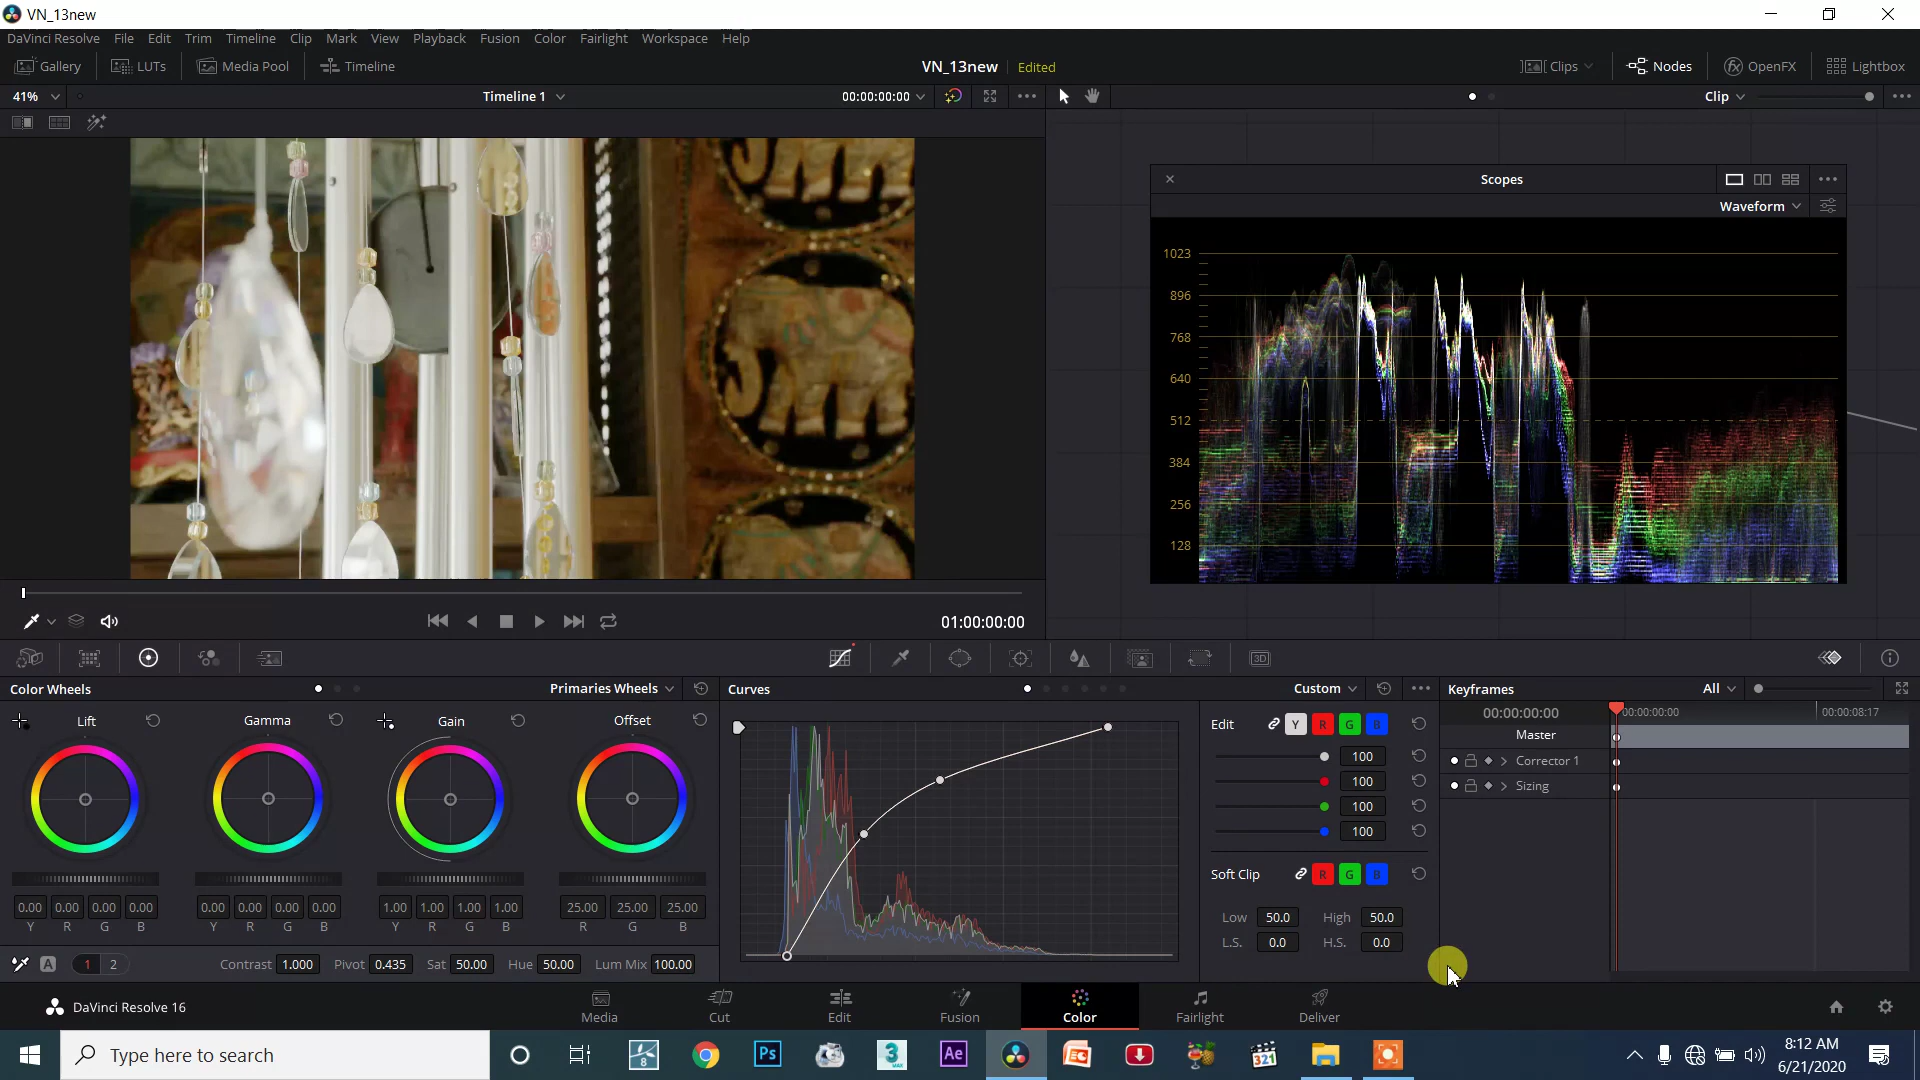 VN_13new
DaVinci Resolve File Edit Trim Timeline Clip Mark View Playback Fusion Color Fairlight Workspace Help
Gallery LUTs Media Pool Timeline VN_13new Edited Clips Nodes OpenFX Lightbox
41% Timeline 1 00:00:00:00 Clip
Scopes
Waveform
1023
896
768
640
512
384
256
128
01:00:00:00
3D
Color Wheels Primaries Wheels Curves Custom Keyframes All
Lift Gamma Gain Offset
Edit Y R G B
100
100
100
100
Soft Clip R G B
Low 50.0 High 50.0
L.S. 0.0 H.S. 0.0
00:00:00:00 00:00:00:00 00:00:08:17
Master
Corrector 1
Sizing
0.00 0.00 0.00 0.00 0.00 0.00 0.00 0.00 1.00 1.00 1.00 1.00 25.00 25.00 25.00
Y R G B Y R G B Y R G B R G B
A 1 2 Contrast 1.000 Pivot 0.435 Sat 50.00 Hue 50.00 Lum Mix 100.00
DaVinci Resolve 16 Media Cut Edit Fusion Color Fairlight Deliver
Type here to search
8
Ps
3
MAX
Ae
321
8:12 AM
6/21/2020